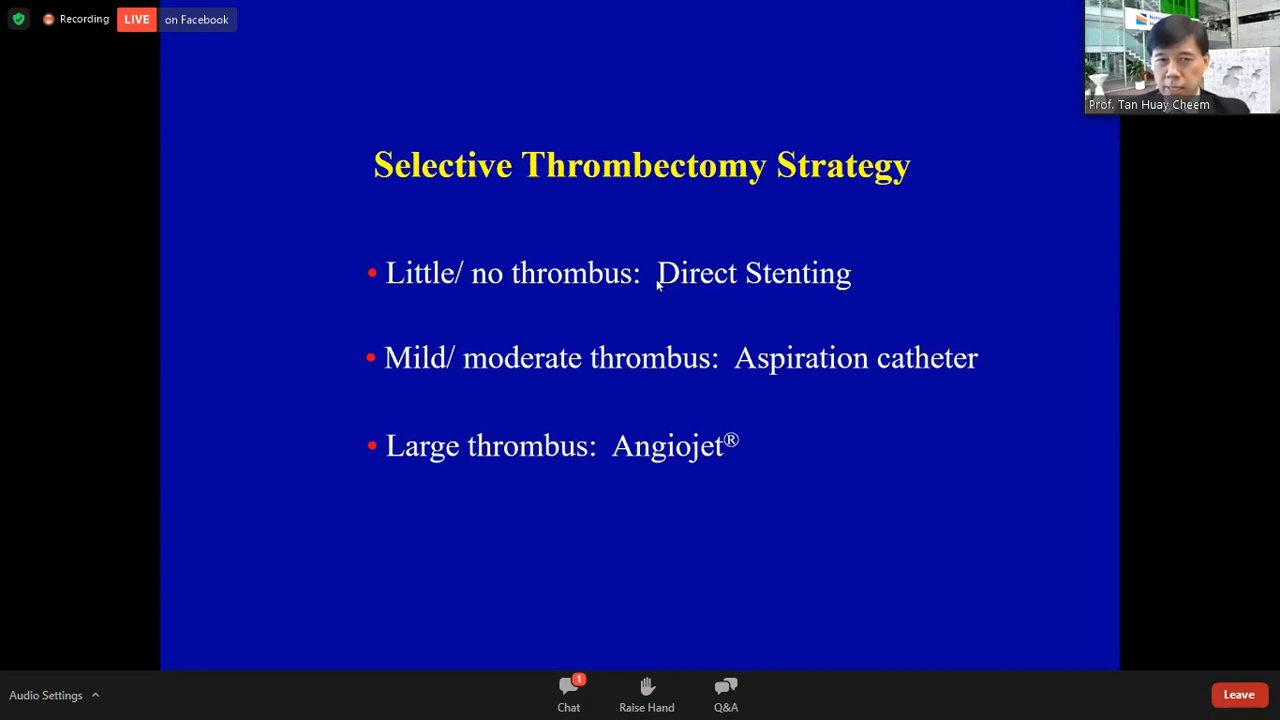 Recording
LIVE
on Facebook
Prof. Tan Huay Cheem
Selective Thrombectomy Strategy
• Little/ no thrombus: Direct Stenting
• Mild/ moderate thrombus: Aspiration catheter
• Large thrombus: Angiojet®
Audio Settings
1
Chat
Raise Hand
Q&A
Leave